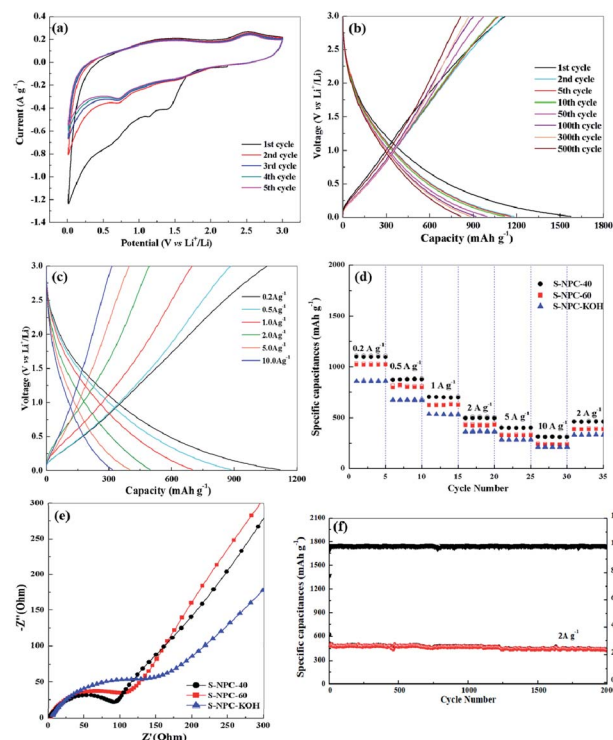 (a)
0.4
0.2
0.0
-0.2
-0.4
-0.6
-0.8
-1.0
-1.2
-1.4
Current (A g⁻¹)
1st cycle
2nd cycle
3rd cycle
4th cycle
5th cycle
0.0 0.5 1.0 1.5 2.0 2.5 3.0
Potential (V vs Li⁺/Li)
(b)
3.0
2.5
2.0
1.5
1.0
0.5
0.0
Voltage (V vs Li⁺/Li)
1st cycle
2nd cycle
5th cycle
10th cycle
50th cycle
100th cycle
300th cycle
500th cycle
0 300 600 900 1200 1500 1800
Capacity (mAh g⁻¹)
(c)
3.0
2.5
2.0
1.5
1.0
0.5
0.0
Voltage (V vs Li⁺/Li)
0.2Ag⁻¹
0.5Ag⁻¹
1.0Ag⁻¹
2.0Ag⁻¹
5.0Ag⁻¹
10.0Ag⁻¹
0 300 600 900 1200
Capacity (mAh g⁻¹)
(d)
2000
1500
1000
500
0
Specific capacitances (mAh g⁻¹)
S-NPC-40
S-NPC-60
S-NPC-KOH
0.2 A g⁻¹
0.5 A g⁻¹
1 A g⁻¹
2 A g⁻¹
5 A g⁻¹
10 A g⁻¹
2 A g⁻¹
0 5 10 15 20 25 30 35
Cycle Number
(e)
300
250
200
150
100
50
0
-Z''(Ohm)
S-NPC-40
S-NPC-60
S-NPC-KOH
0 50 100 150 200 250 300
Z'(Ohm)
(f)
2100
1800
1500
1200
900
600
300
0
Specific capacitances (mAh g⁻¹)
2A g⁻¹
0 500 1000 1500 2000
Cycle Number